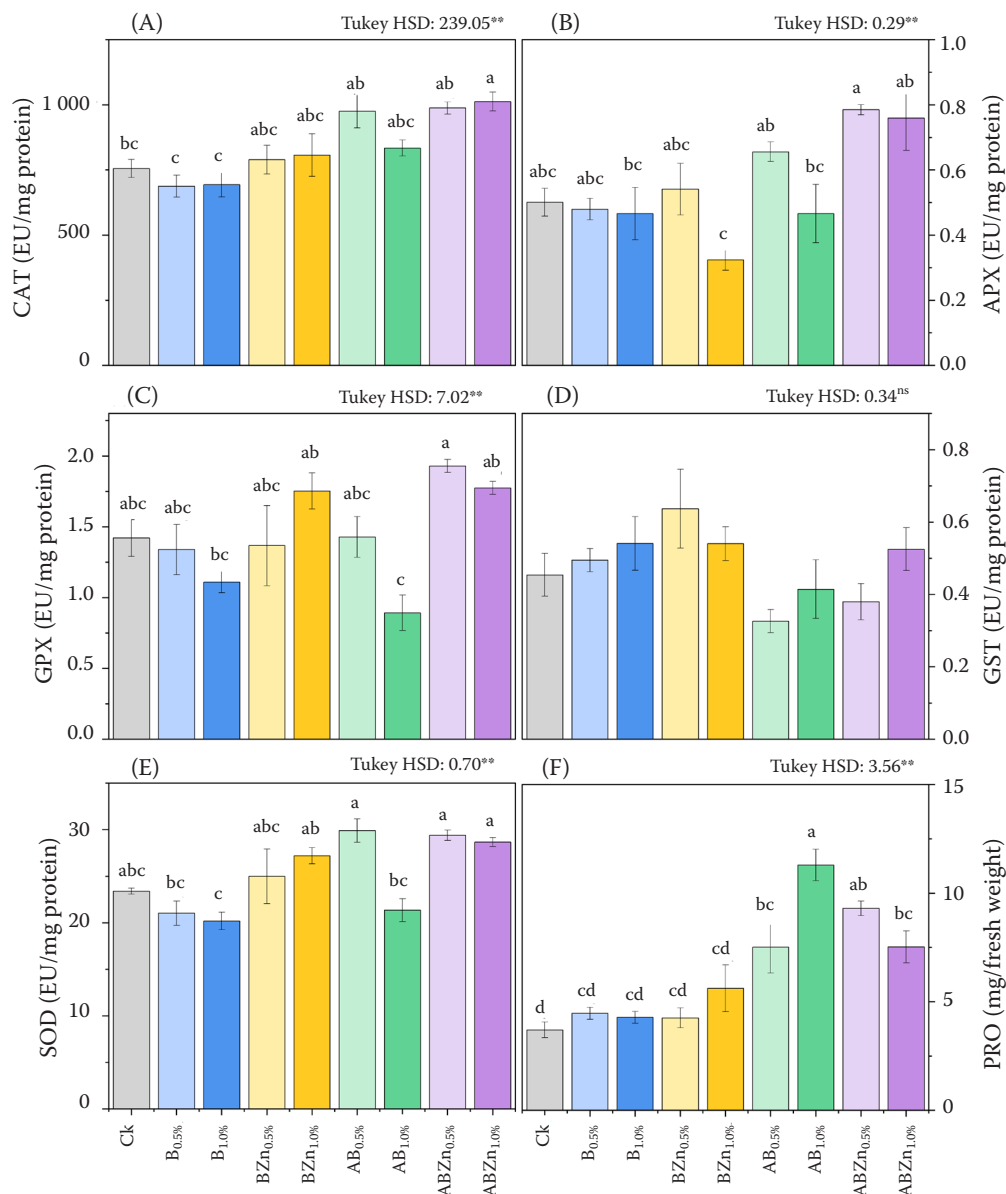 (A) Tukey HSD: 239.05**
CAT (EU/mg protein)
1 000
500
0
bc c c abc abc ab abc ab a
(B) Tukey HSD: 0.29**
APX (EU/mg protein)
1.0
0.8
0.6
0.4
0.2
0.0
abc abc bc abc c ab bc a ab
(C) Tukey HSD: 7.02**
GPX (EU/mg protein)
2.0
1.5
1.0
0.5
0.0
abc abc bc abc ab abc c a ab
(D) Tukey HSD: 0.34ns
GST (EU/mg protein)
0.8
0.6
0.4
0.2
0.0
(E) Tukey HSD: 0.70**
SOD (EU/mg protein)
30
20
10
0
abc bc c abc ab a bc a a
Ck B0.5% B1.0% BZn0.5% BZn1.0% AB0.5% AB1.0% ABZn0.5% ABZn1.0%
(F) Tukey HSD: 3.56**
PRO (mg/fresh weight)
15
10
5
0
d cd cd cd cd bc a ab bc
Ck B0.5% B1.0% BZn0.5% BZn1.0% AB0.5% AB1.0% ABZn0.5% ABZn1.0%